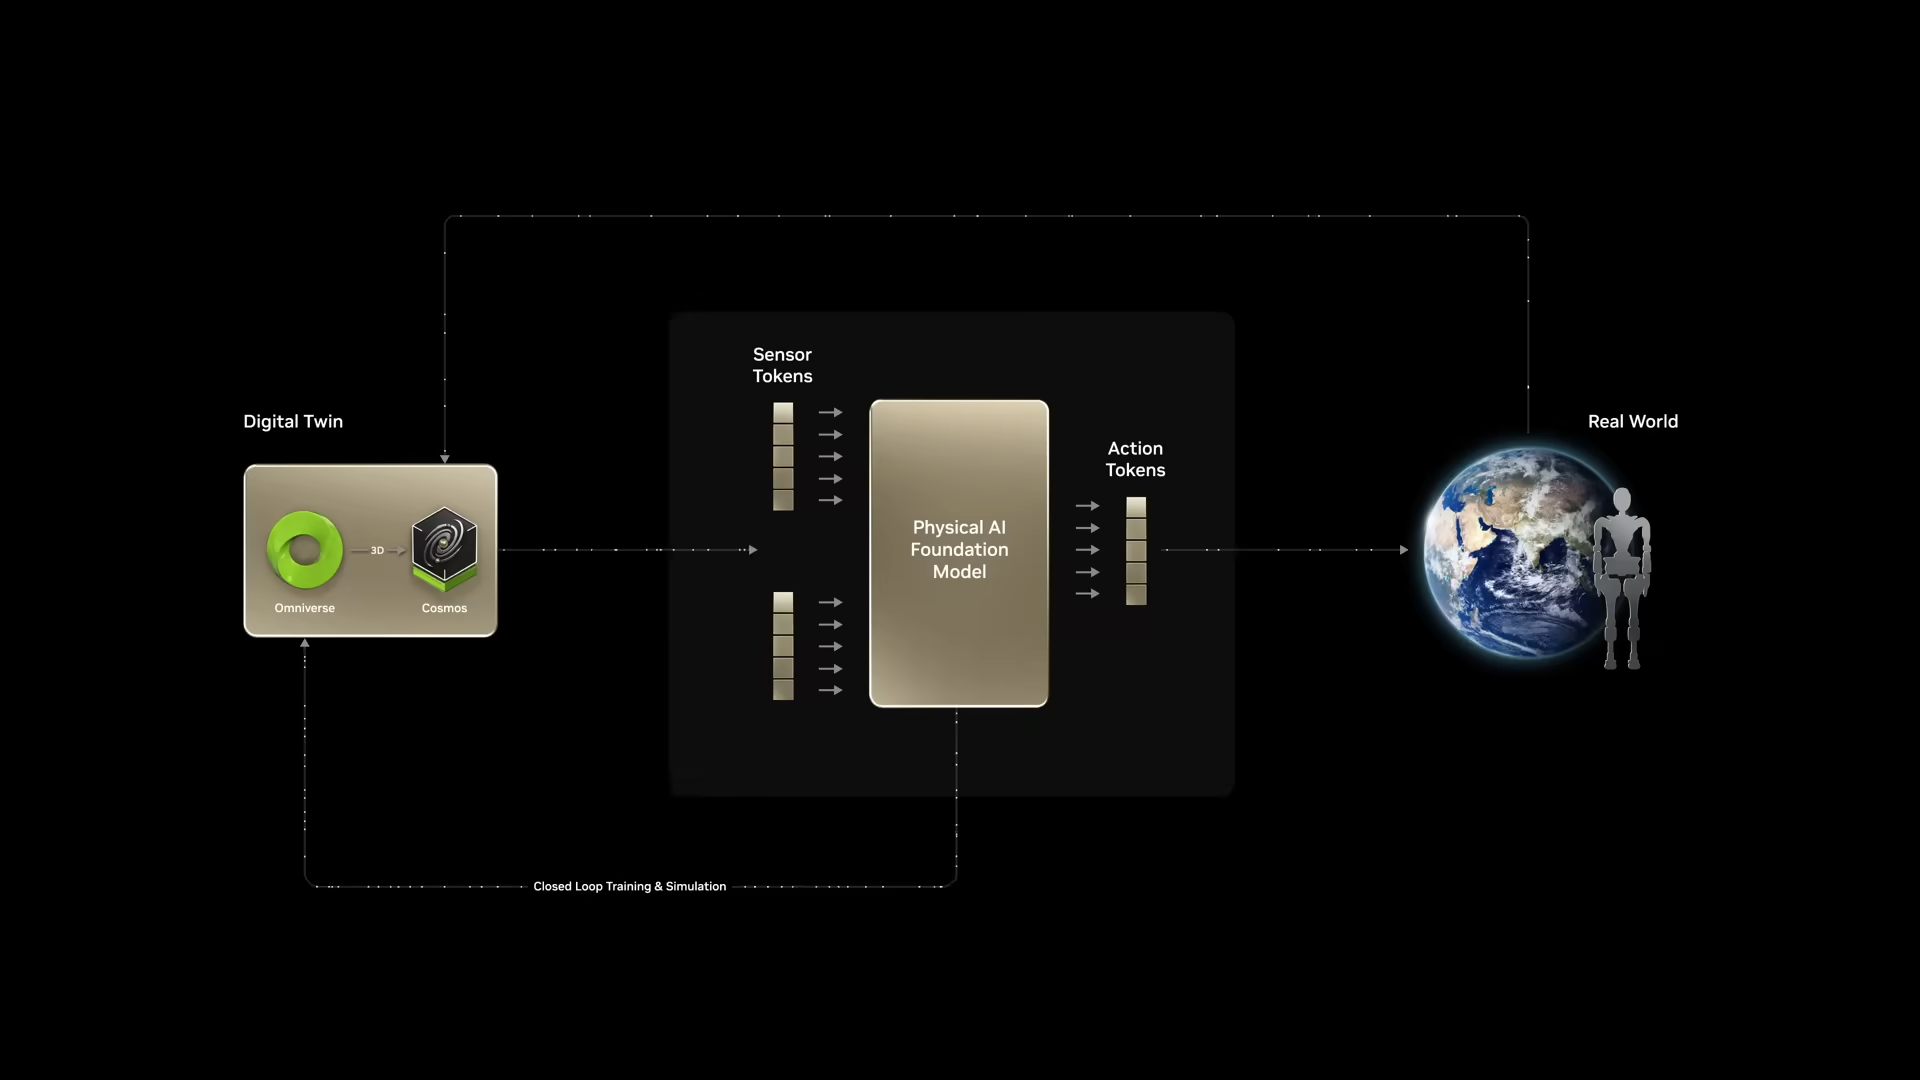 Sensor
Tokens
Digital Twin
Real World
Action
Tokens
Physical AI
Foundation
Model
3D
Omniverse
Cosmos
Closed Loop Training & Simulation